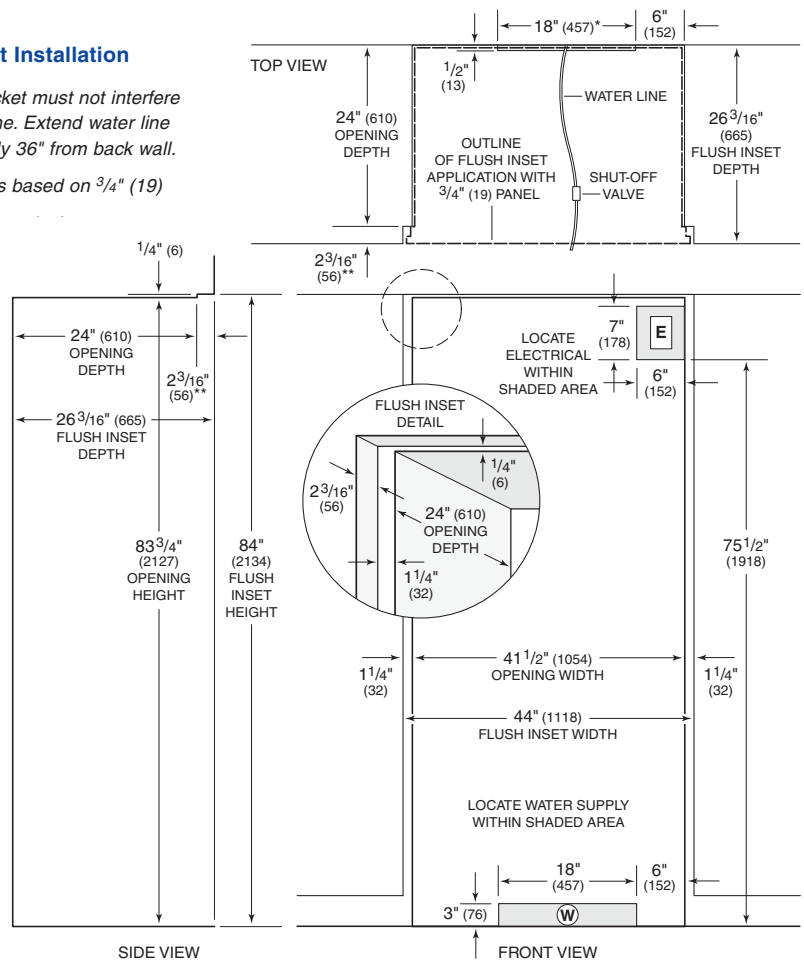 t Installation
cket must not interfere
ne. Extend water line
ly 36" from back wall.
s based on 3/4" (19)
TOP VIEW
18" (457)*
6"
(152)
1/2"
(13)
24" (610)
OPENING
DEPTH
WATER LINE
OUTLINE
OF FLUSH INSET
APPLICATION WITH
3/4" (19) PANEL
SHUT-OFF
VALVE
26 3/16"
(665)
FLUSH INSET
DEPTH
2 3/16"
(56)**
1/4" (6)
24" (610)
OPENING
DEPTH
2 3/16"
(56)**
26 3/16" (665)
FLUSH INSET
DEPTH
83 3/4"
(2127)
OPENING
HEIGHT
84"
(2134)
FLUSH
INSET
HEIGHT
SIDE VIEW
LOCATE
ELECTRICAL
WITHIN
SHADED AREA
7"
(178)
E
6"
(152)
FLUSH INSET
DETAIL
1/4"
(6)
2 3/16"
(56)
24" (610)
OPENING
DEPTH
1 1/4"
(32)
75 1/2"
(1918)
1 1/4"
(32)
41 1/2" (1054)
OPENING WIDTH
1 1/4"
(32)
44" (1118)
FLUSH INSET WIDTH
LOCATE WATER SUPPLY
WITHIN SHADED AREA
18"
(457)
6"
(152)
3" (76)
W
FRONT VIEW